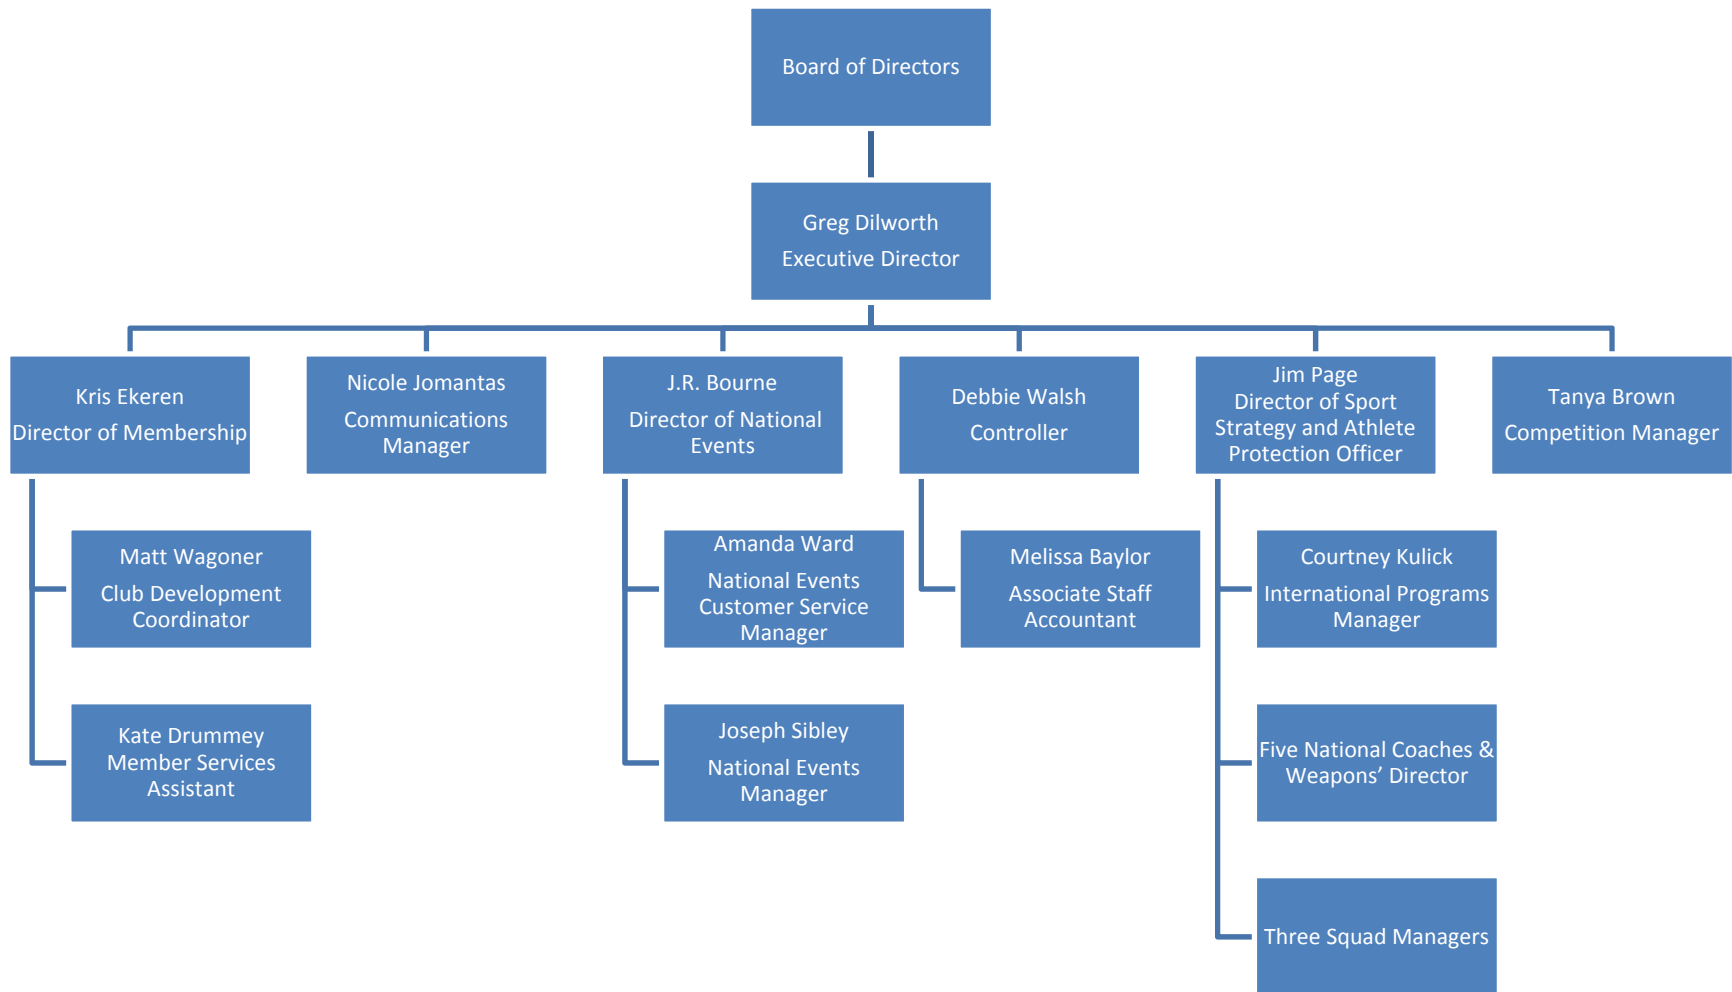 Board of Directors
Greg Dilworth
Executive Director
Kris Ekeren
Director of Membership
Nicole Jomantas
Communications
Manager
J.R. Bourne
Director of National
Events
Debbie Walsh
Controller
Jim Page
Director of Sport
Strategy and Athlete
Protection Officer
Tanya Brown
Competition Manager
Matt Wagoner
Club Development
Coordinator
Amanda Ward
National Events
Customer Service
Manager
Melissa Baylor
Associate Staff
Accountant
Courtney Kulick
International Programs
Manager
Kate Drummey
Member Services
Assistant
Joseph Sibley
National Events
Manager
Five National Coaches &
Weapons’ Director
Three Squad Managers